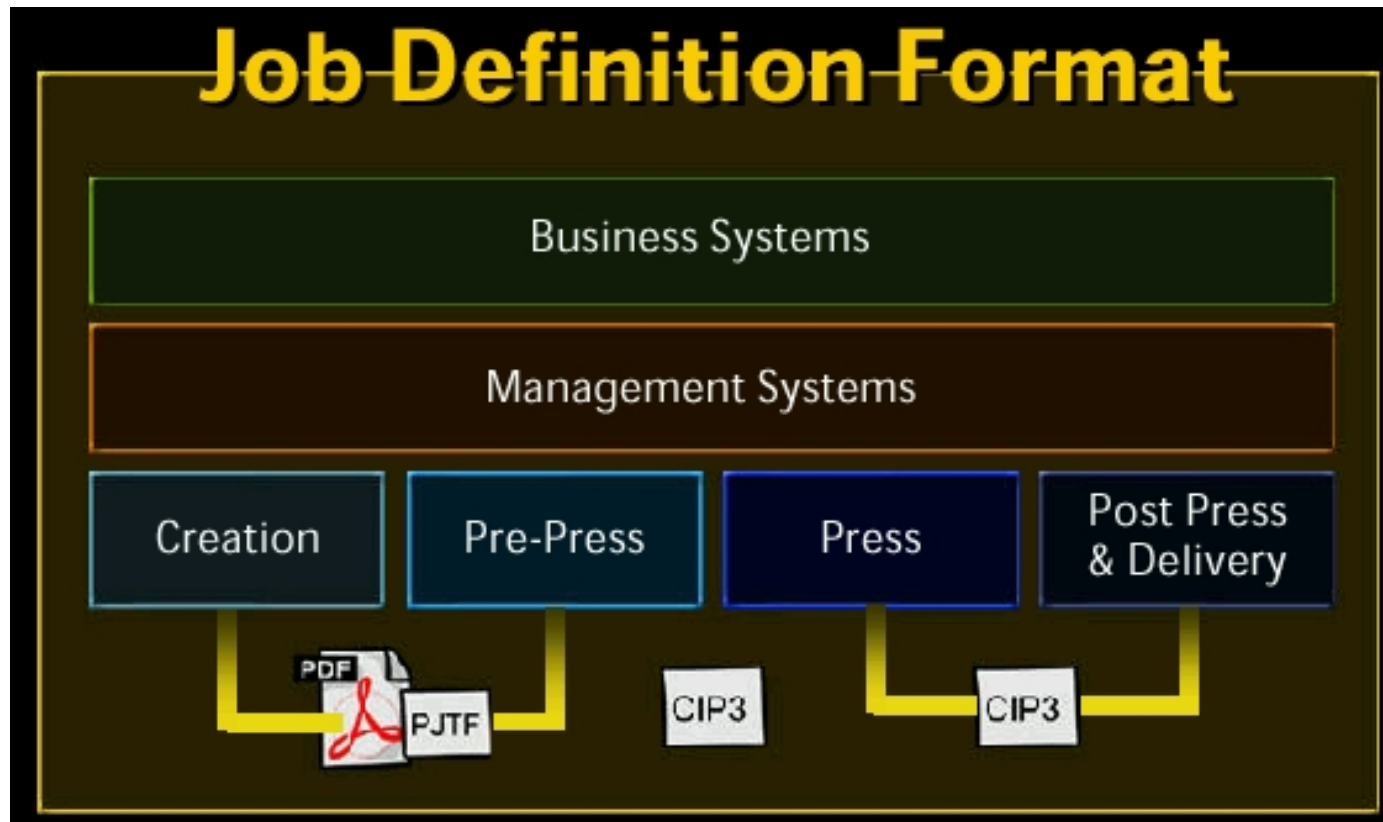 Job Definition Format
Business Systems
Management Systems
Creation
Pre-Press
Press
Post Press
& Delivery
PDF
PJTF
CIP3
CIP3